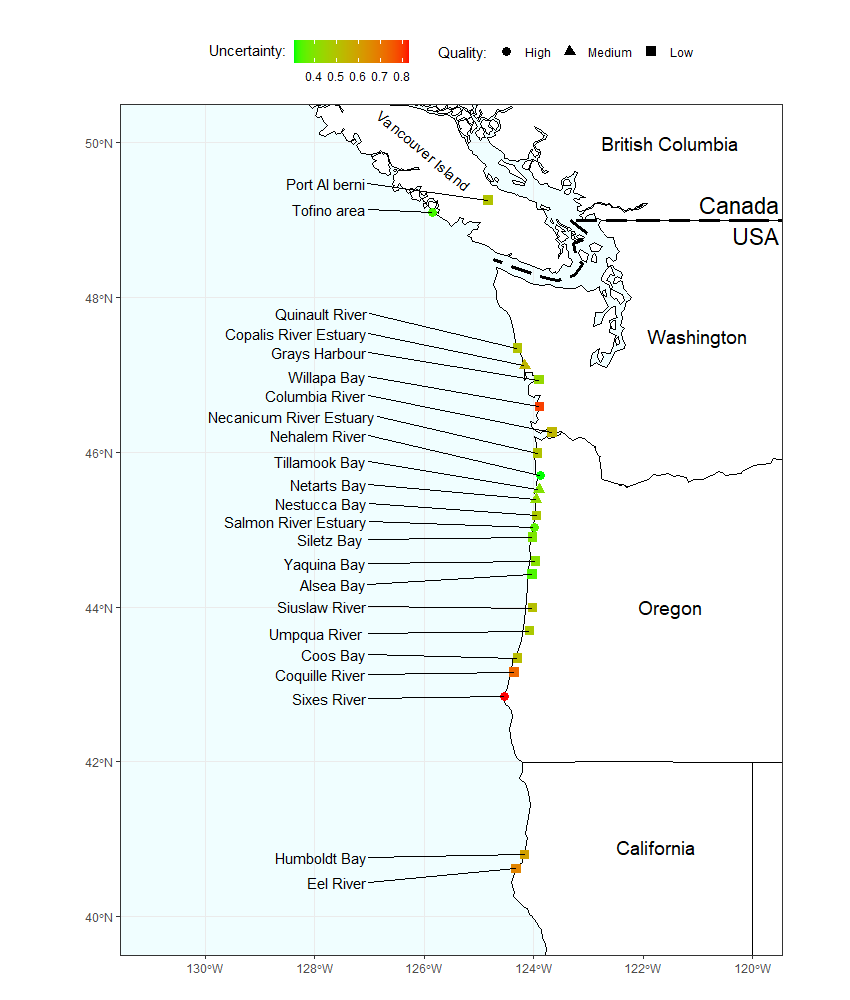 Uncertainty:
0.4 0.5 0.6 0.7 0.8
Quality: High Medium Low
50°N
48°N
46°N
44°N
42°N
40°N
Vancouver Island
British Columbia
Port Al berni
Tofino area
Canada
USA
Quinault River
Copalis River Estuary
Grays Harbour
Washington
Willapa Bay
Columbia River
Necanicum River Estuary
Nehalem River
Tillamook Bay
Netarts Bay
Nestucca Bay
Salmon River Estuary
Siletz Bay
Yaquina Bay
Alsea Bay
Siuslaw River
Oregon
Umpqua River
Coos Bay
Coquille River
Sixes River
Humboldt Bay
California
Eel River
130°W 128°W 126°W 124°W 122°W 120°W